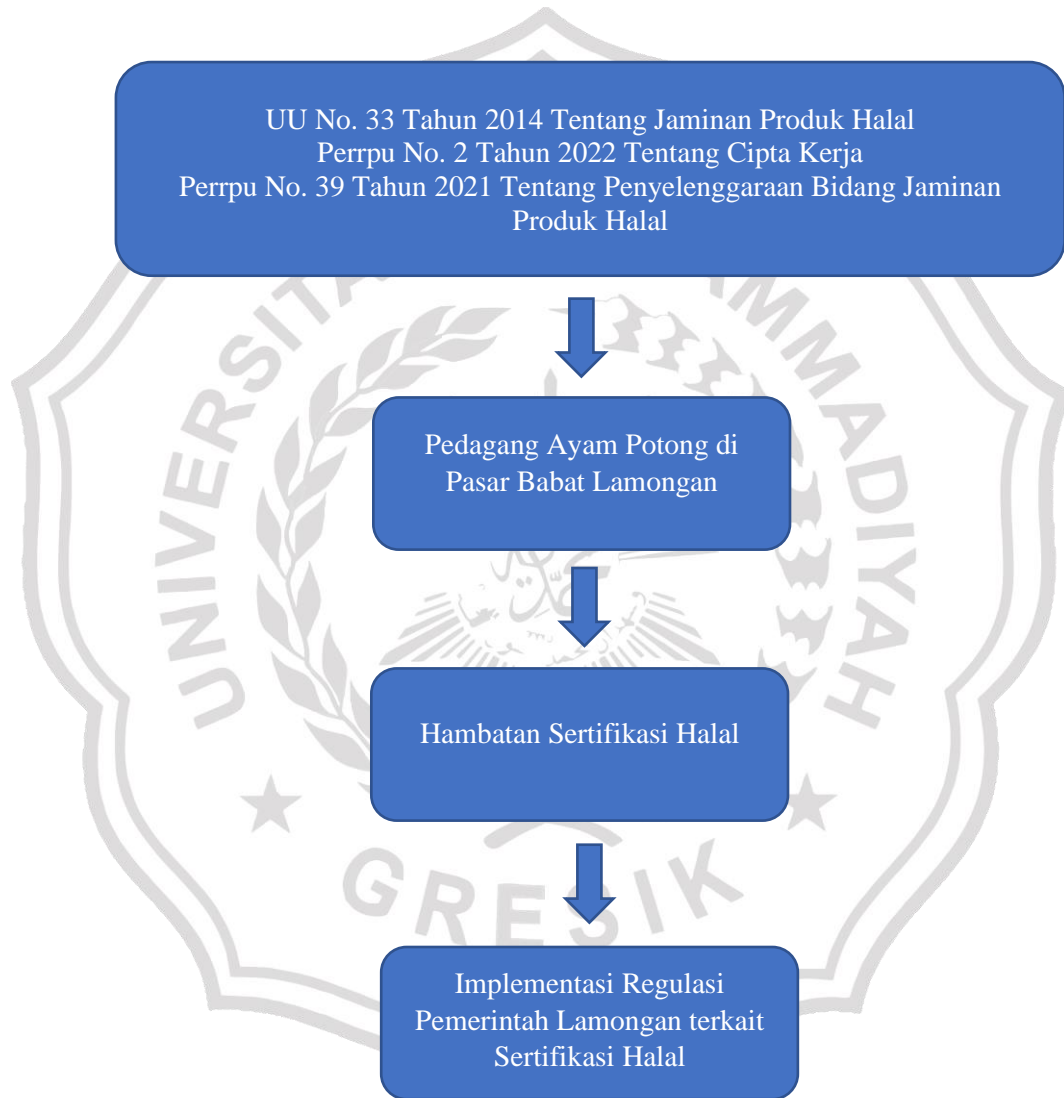 UU No. 33 Tahun 2014 Tentang Jaminan Produk Halal
Perrpu No. 2 Tahun 2022 Tentang Cipta Kerja
Perrpu No. 39 Tahun 2021 Tentang Penyelenggaraan Bidang Jaminan
Produk Halal
Pedagang Ayam Potong di
Pasar Babat Lamongan
Hambatan Sertifikasi Halal
Implementasi Regulasi
Pemerintah Lamongan terkait
Sertifikasi Halal
GRESIK